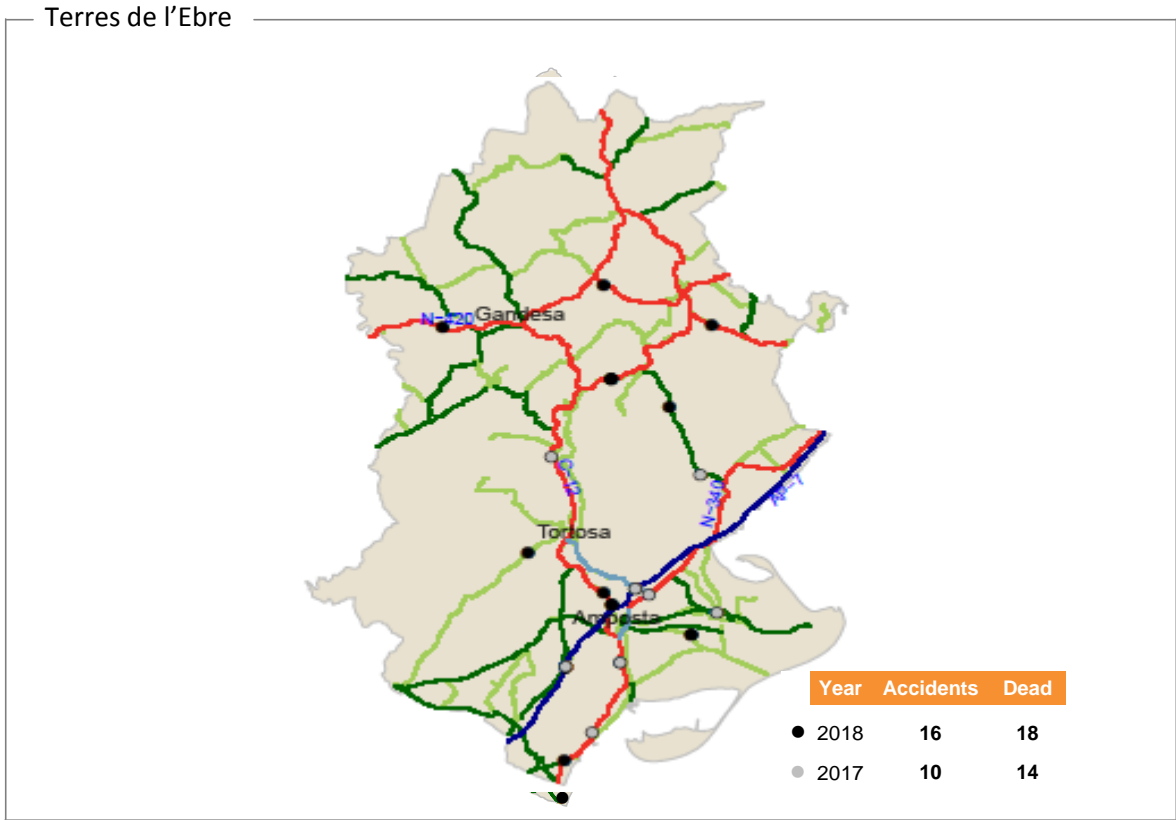 Terres de l'Ebre
N-420
Gandesa
C-12
Tortosa
N-340
AP-7
Amposta
Year Accidents Dead
2018 16 18
2017 10 14